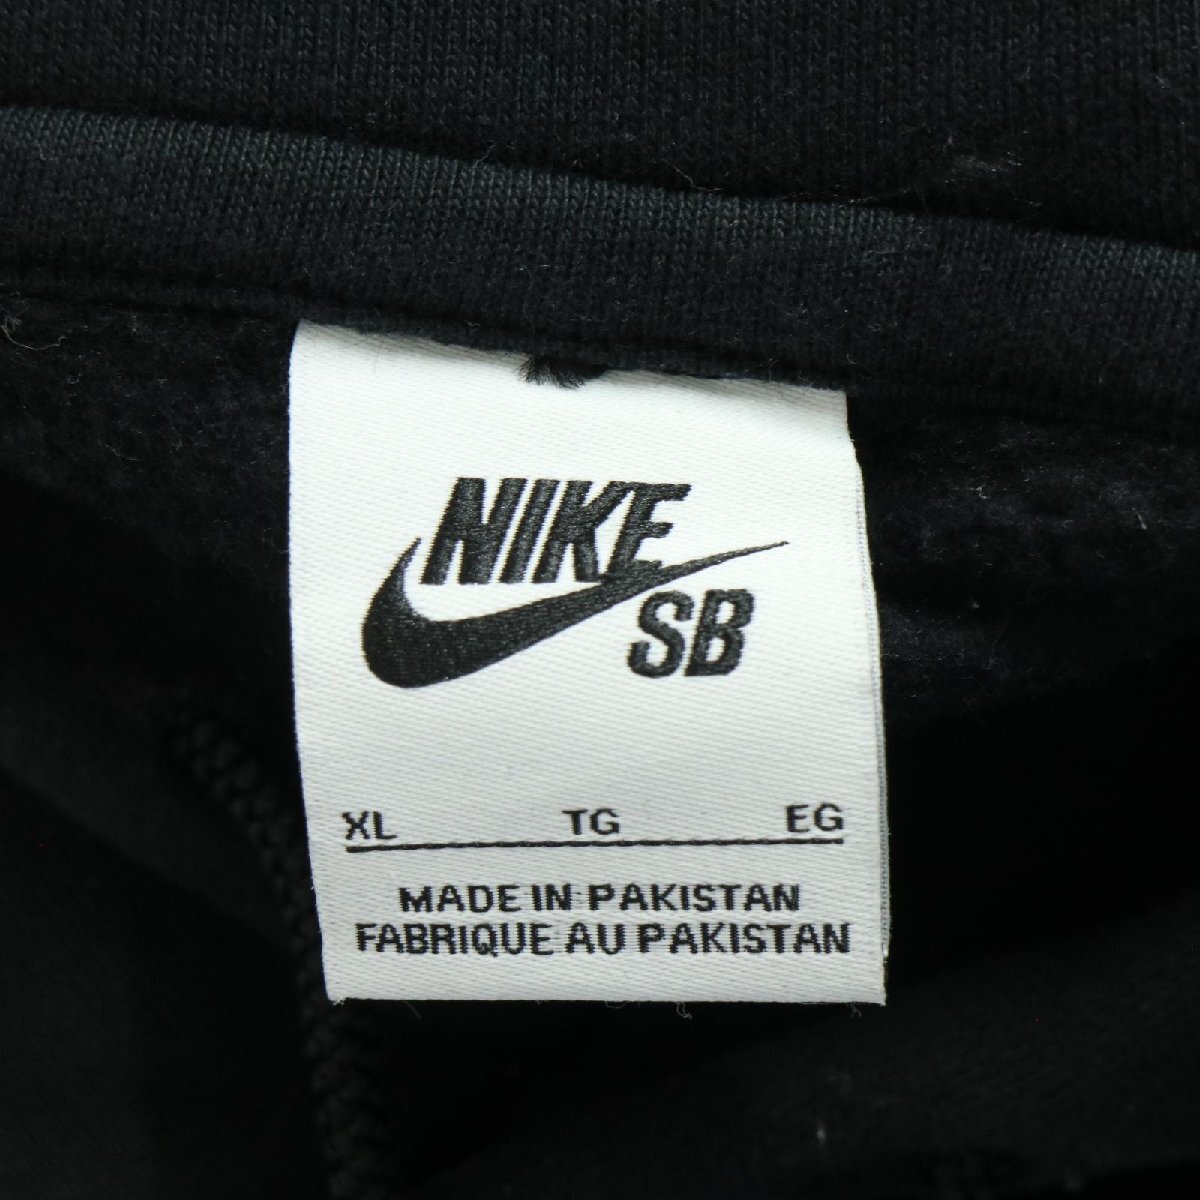 NIKE
SB
XL TG EG
MADE IN PAKISTAN
FABRIQUE AU PAKISTAN